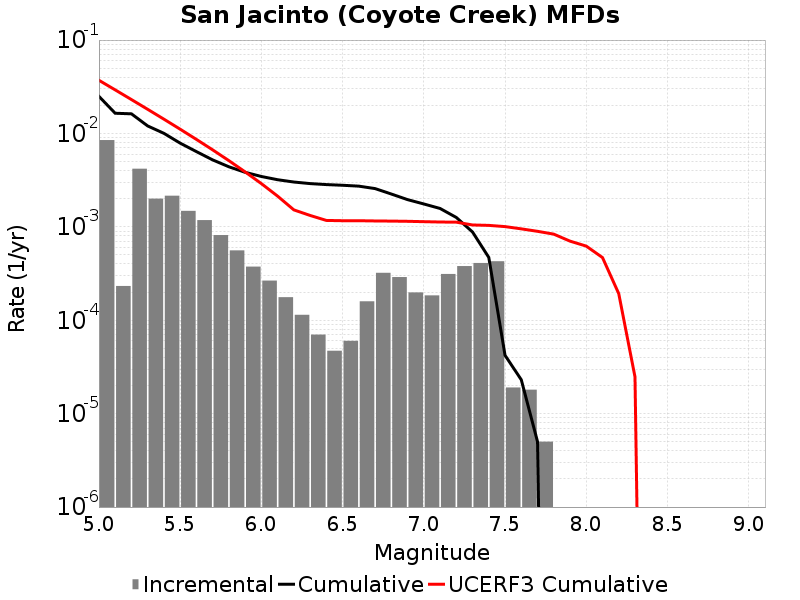 San Jacinto (Coyote Creek) MFDs
10-1
10-2
10-3
10-4
10-5
10-6
Rate (1/yr)
5.0 5.5 6.0 6.5 7.0 7.5 8.0 8.5 9.0
Magnitude
Incremental Cumulative UCERF3 Cumulative